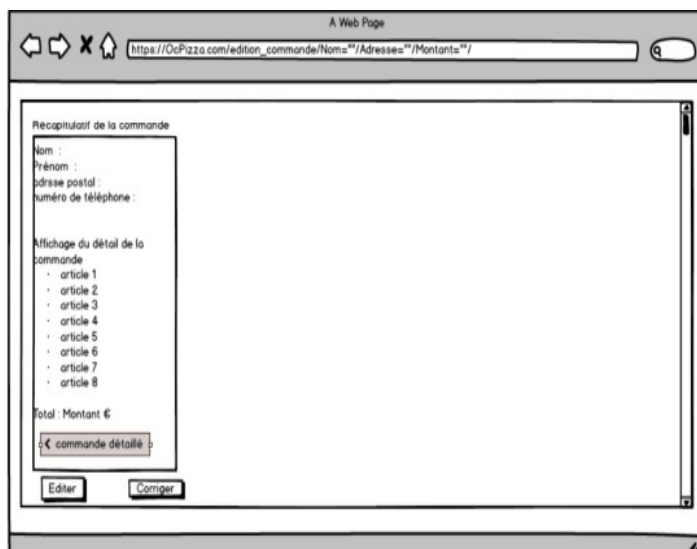 A Web Page
https://OcPizza.com/edition_commande/Nom=""/Adresse=""/Montant=""/
Récapitulatif de la commande
Nom :
Prénom :
adrsse postal :
numéro de téléphone :
Affichage du détail de la
commande
· article 1
· article 2
· article 3
· article 4
· article 5
· article 6
· article 7
· article 8
Total : Montant €
commande détaillé
Editer
Corriger